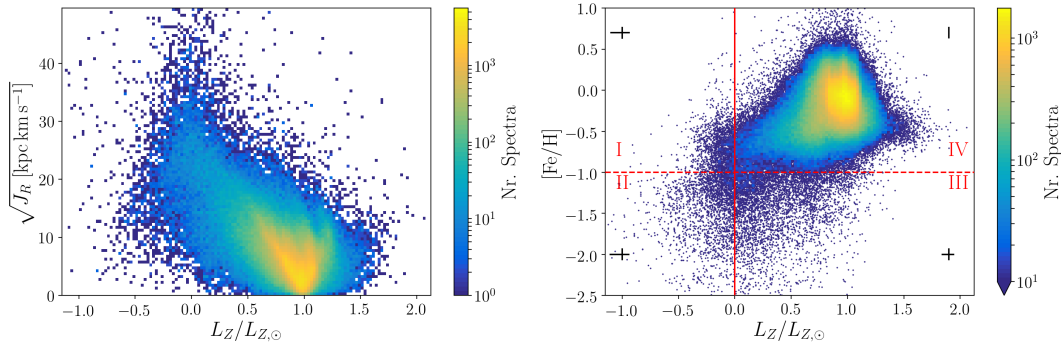 40
30
20
10
0
√J_R [kpc km s⁻¹]
−1.0 −0.5 0.0 0.5 1.0 1.5 2.0
L_Z/L_Z,⊙
10³
10²
10¹
10⁰
Nr. Spectra
1.0
0.5
0.0
−0.5
−1.0
−1.5
−2.0
−2.5
[Fe/H]
I
IV
II
III
−1.0 −0.5 0.0 0.5 1.0 1.5 2.0
L_Z/L_Z,⊙
10³
10²
10¹
Nr. Spectra